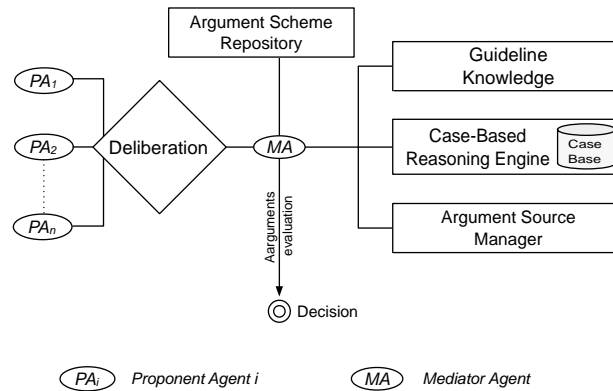 Argument Scheme
Repository
PA1
PA2
PAn
Deliberation
MA
Guideline
Knowledge
Case-Based
Reasoning Engine
Case
Base
Argument Source
Manager
Aarguments
evaluation
Decision
PAi Proponent Agent i
MA Mediator Agent